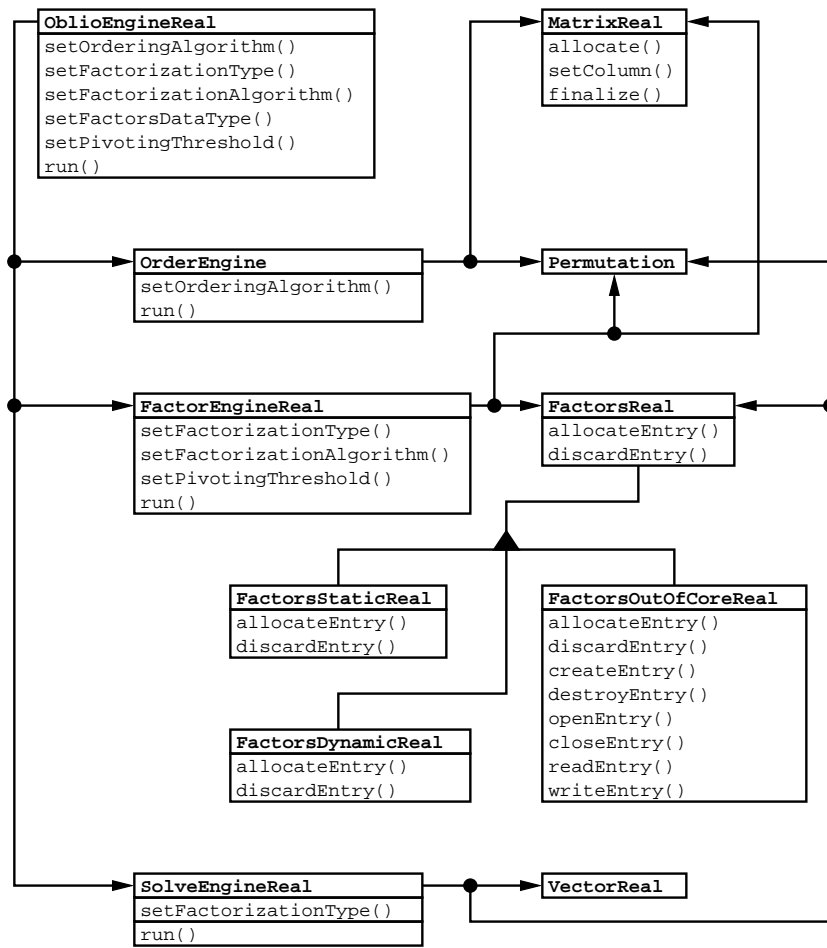 OblioEngineReal
setOrderingAlgorithm()
setFactorizationType()
setFactorizationAlgorithm()
setFactorsDataType()
setPivotingThreshold()
run()
MatrixReal
allocate()
setColumn()
finalize()
OrderEngine
setOrderingAlgorithm()
run()
Permutation
FactorEngineReal
setFactorizationType()
setFactorizationAlgorithm()
setPivotingThreshold()
run()
FactorsReal
allocateEntry()
discardEntry()
FactorsStaticReal
allocateEntry()
discardEntry()
FactorsOutOfCoreReal
allocateEntry()
discardEntry()
createEntry()
destroyEntry()
openEntry()
closeEntry()
readEntry()
writeEntry()
FactorsDynamicReal
allocateEntry()
discardEntry()
SolveEngineReal
setFactorizationType()
run()
VectorReal